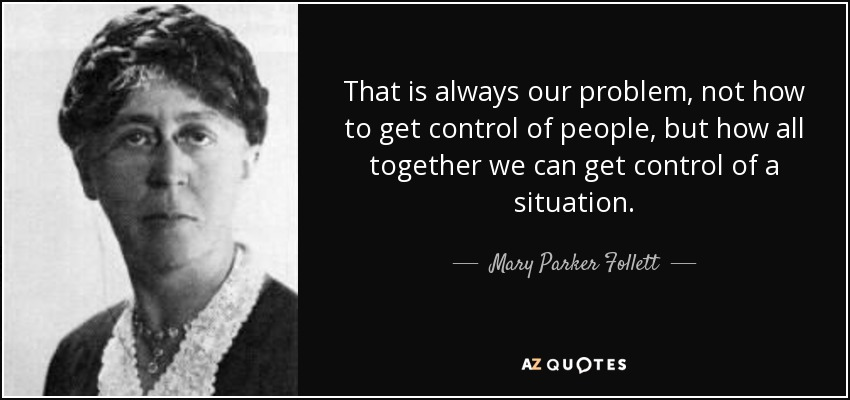 That is always our problem, not how
to get control of people, but how all
together we can get control of a
situation.
Mary Parker Follett
AZ QUOTES